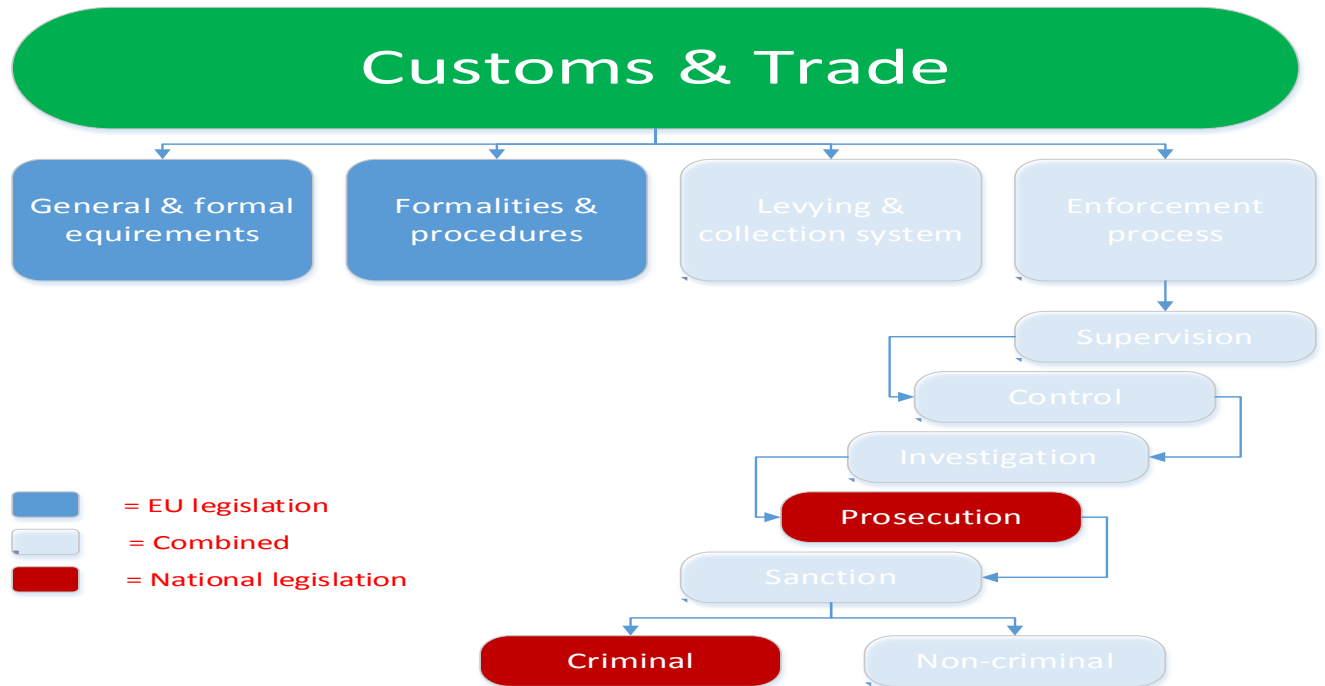 Customs & Trade
General & formal
equirements
Formalities &
procedures
Levying &
collection system
Enforcement
process
Supervision
Control
Investigation
Prosecution
Sanction
Criminal
Non-criminal
= EU legislation
= Combined
= National legislation